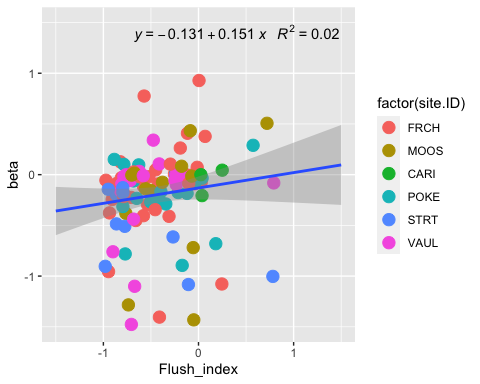 y = − 0.131 + 0.151 x R² = 0.02
1
0
-1
beta
-1
0
1
Flush_index
factor(site.ID)
FRCH
MOOS
CARI
POKE
STRT
VAUL